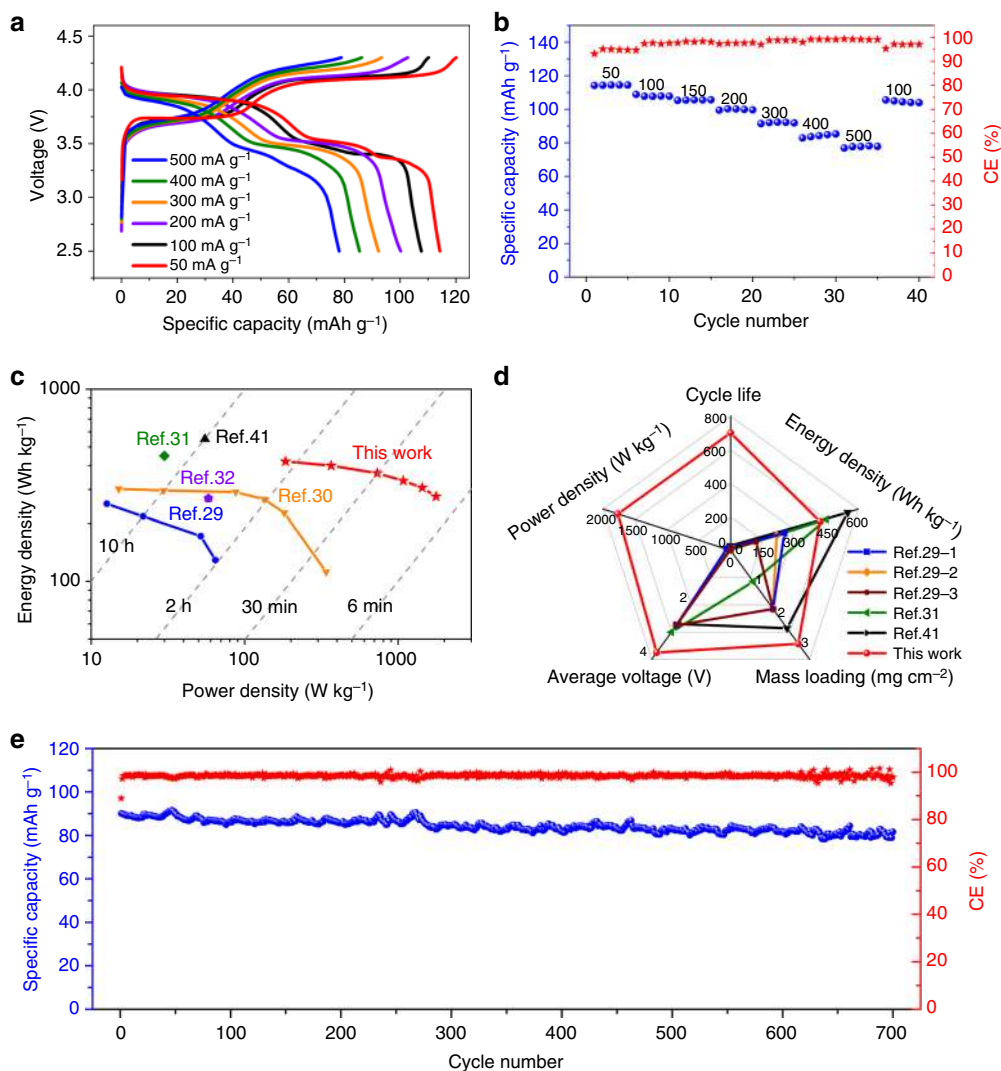 a
4.5
4.0
3.5
3.0
2.5
Voltage (V)
500 mA g⁻¹
400 mA g⁻¹
300 mA g⁻¹
200 mA g⁻¹
100 mA g⁻¹
50 mA g⁻¹
0 20 40 60 80 100 120
Specific capacity (mAh g⁻¹)
b
140
120
100
80
60
40
20
0
Specific capacity (mAh g⁻¹)
50
100
150
200
300
400
500
100
100
90
80
70
60
50
40
30
20
10
0
CE (%)
0 10 20 30 40
Cycle number
c
1000
100
Energy density (Wh kg⁻¹)
Ref.31
Ref.41
This work
Ref.32
Ref.30
Ref.29
10 h
2 h
30 min
6 min
10 100 1000
Power density (W kg⁻¹)
d
Cycle life
800
600
400
200
0
Energy density (Wh kg⁻¹)
0 150 300 450 600
Power density (W kg⁻¹)
2000 1500 1000 500 0
0
1
2
3
Mass loading (mg cm⁻²)
2
4
Average voltage (V)
Ref.29–1
Ref.29–2
Ref.29–3
Ref.31
Ref.41
This work
e
120
100
80
60
40
20
0
Specific capacity (mAh g⁻¹)
100
80
60
40
20
0
CE (%)
0 100 200 300 400 500 600 700
Cycle number